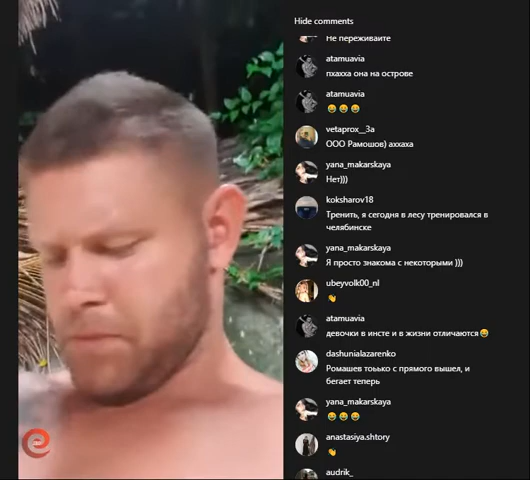 Hide comments
Не переживайте
atamuavia
пхахха она на острове
atamuavia
😂😂😂
vetaprox__3a
ООО Рамошов) аххаха
yana_makarskaya
Нет)))
koksharov18
Тренить, я сегодня в лесу тренировался в
челябинске
yana_makarskaya
Я просто знакома с некоторыми )))
ubeyvolk00_nl
👏
atamuavia
девочки в инсте и в жизни отличаются😂
dashunialazarenko
Ромашев тоьько с прямого вышел, и
бегает теперь
yana_makarskaya
😂😂😂
anastasiya.shtory
👏
audrik_